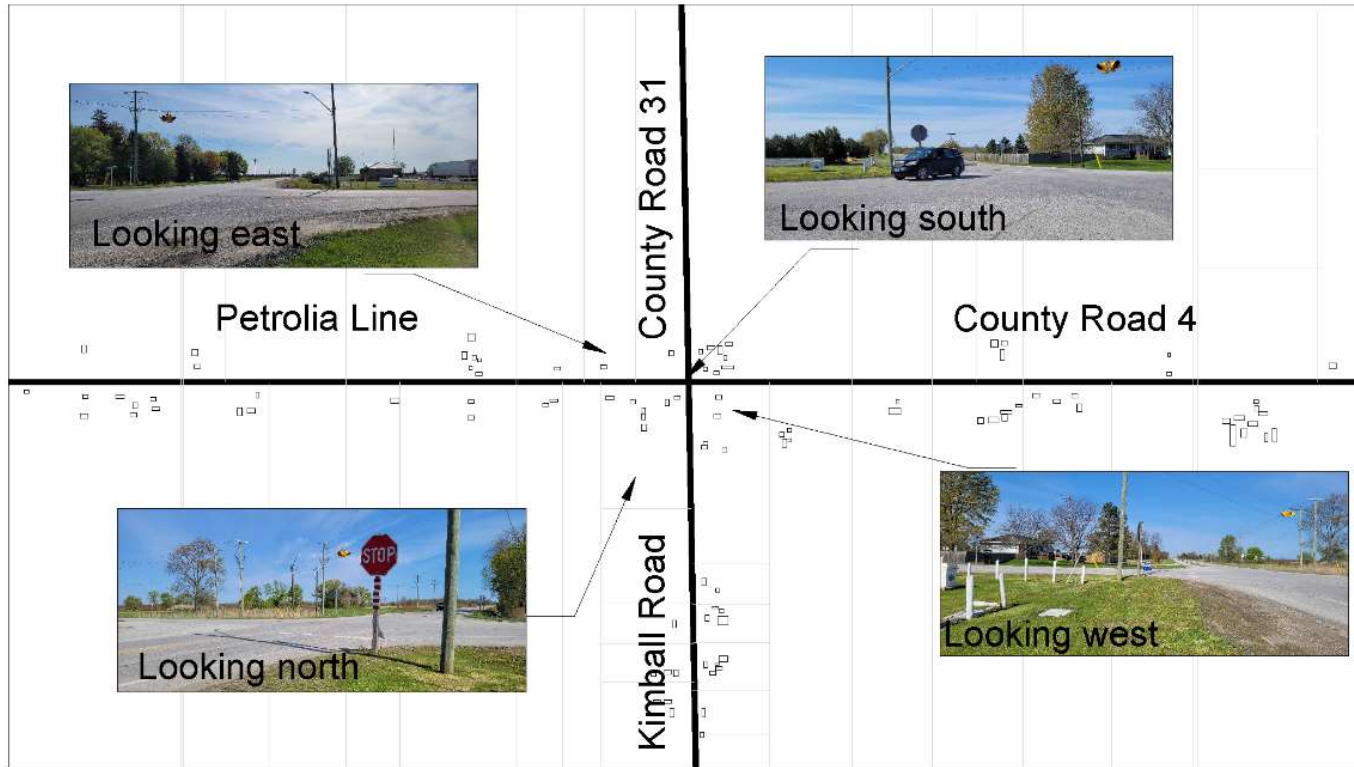 County Road 31
Looking east
Looking south
Petrolia Line
County Road 4
STOP
Looking north
Looking west
Kimball Road